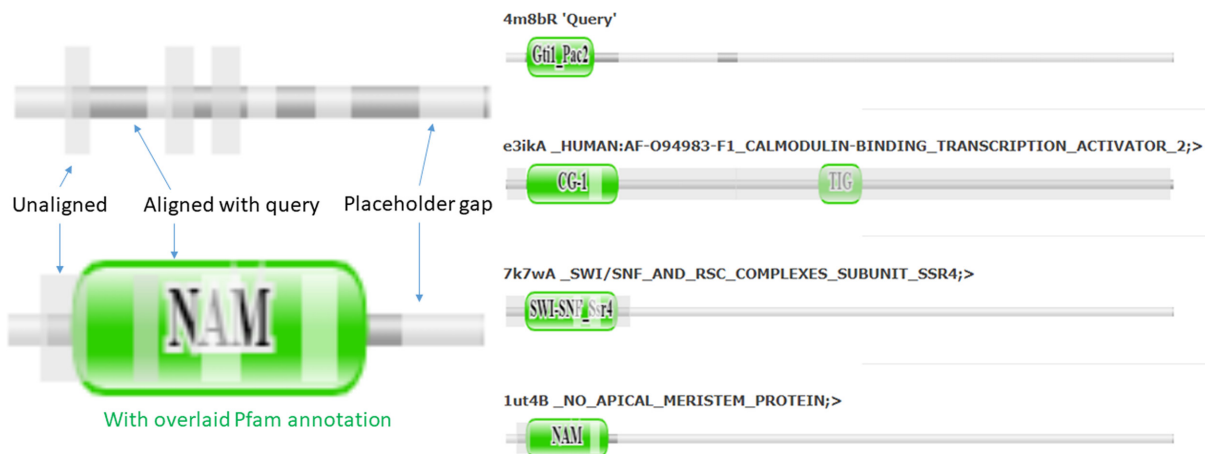 Unaligned
Aligned with query
Placeholder gap
NAM
With overlaid Pfam annotation
4m8bR 'Query'
Gti1_Pac2
e3ikA _HUMAN:AF-O94983-F1_CALMODULIN-BINDING_TRANSCRIPTION_ACTIVATOR_2;>
CG-1
TIG
7k7wA _SWI/SNF_AND_RSC_COMPLEXES_SUBUNIT_SSR4;>
SWI-SNF_Ssr4
1ut4B _NO_APICAL_MERISTEM_PROTEIN;>
NAM